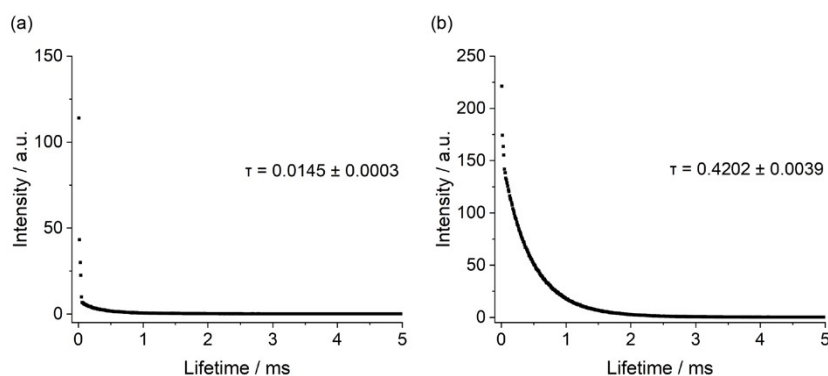 (a)
150
100
50
0
Intensity / a.u.
τ = 0.0145 ± 0.0003
0 1 2 3 4 5
Lifetime / ms
(b)
250
200
150
100
50
0
Intensity / a.u.
τ = 0.4202 ± 0.0039
0 1 2 3 4 5
Lifetime / ms